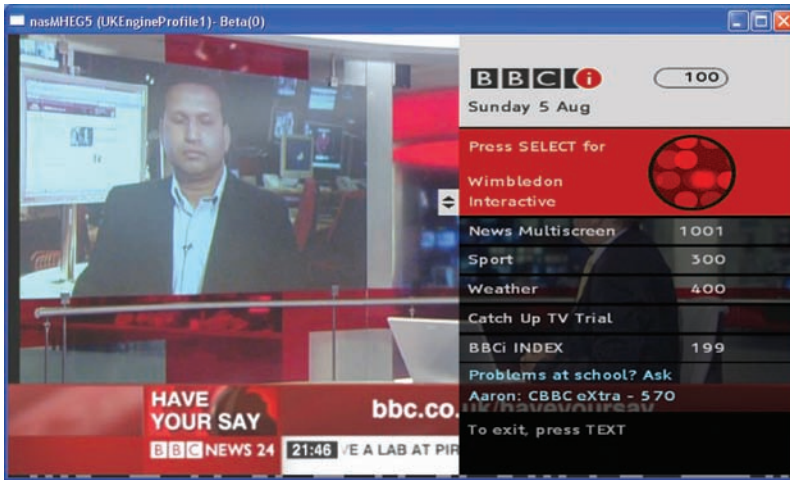 nasMHEG5 (UKEngineProfile1)- Beta(0)
BBCi 100
Sunday 5 Aug
Press SELECT for
Wimbledon
Interactive
News Multiscreen 1001
Sport 300
Weather 400
Catch Up TV Trial
BBCi INDEX 199
Problems at school? Ask
Aaron: CBBC eXtra - 570
To exit, press TEXT
HAVE
YOUR SAY
bbc.co.uk/haveyoursay
BBC NEWS 24 21:46 VE A LAB AT PIR